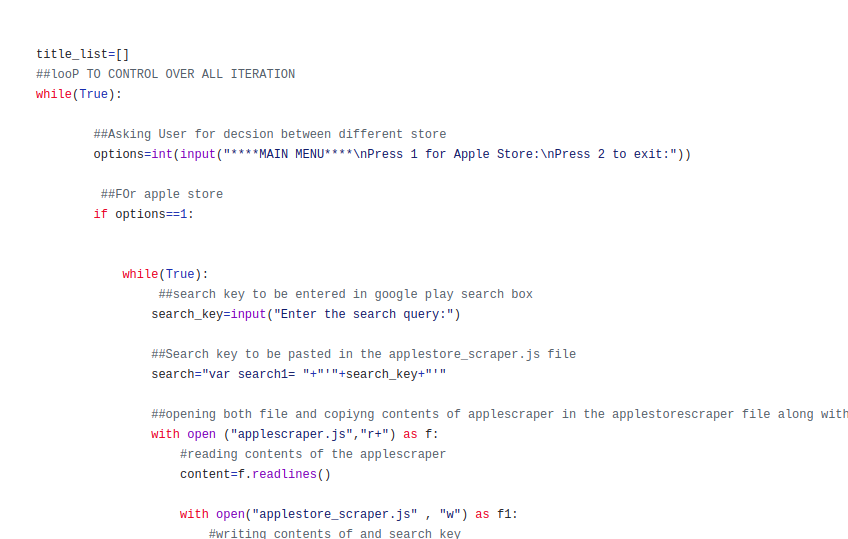 title_list=[]
##looP TO CONTROL OVER ALL ITERATION
while(True):
##Asking User for decsion between different store
options=int(input("****MAIN MENU****\nPress 1 for Apple Store:\nPress 2 to exit:"))
##FOr apple store
if options==1:
while(True):
##search key to be entered in google play search box
search_key=input("Enter the search query:")
##Search key to be pasted in the applestore_scraper.js file
search="var search1= "+"'"+search_key+"'"
##opening both file and copiyng contents of applescraper in the applestorescraper file along with
with open ("applescraper.js","r+") as f:
#reading contents of the applescraper
content=f.readlines()
with open("applestore_scraper.js" , "w") as f1:
#writing contents of and search key